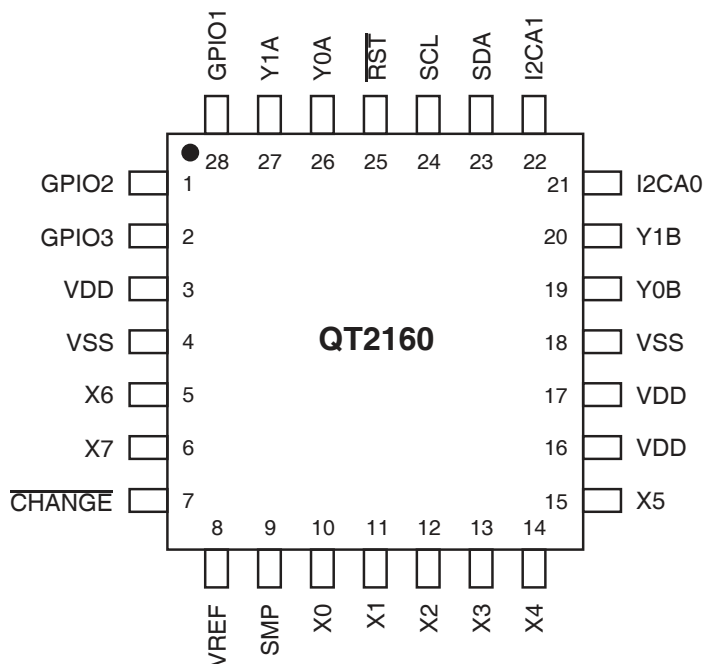 GPIO1 Y1A Y0A RST SCL SDA I2CA1
28 27 26 25 24 23 22
GPIO2 1 21 I2CA0
GPIO3 2 20 Y1B
VDD 3 19 Y0B
VSS 4 QT2160 18 VSS
X6 5 17 VDD
X7 6 16 VDD
CHANGE 7 15 X5
8 9 10 11 12 13 14
VREF SMP X0 X1 X2 X3 X4